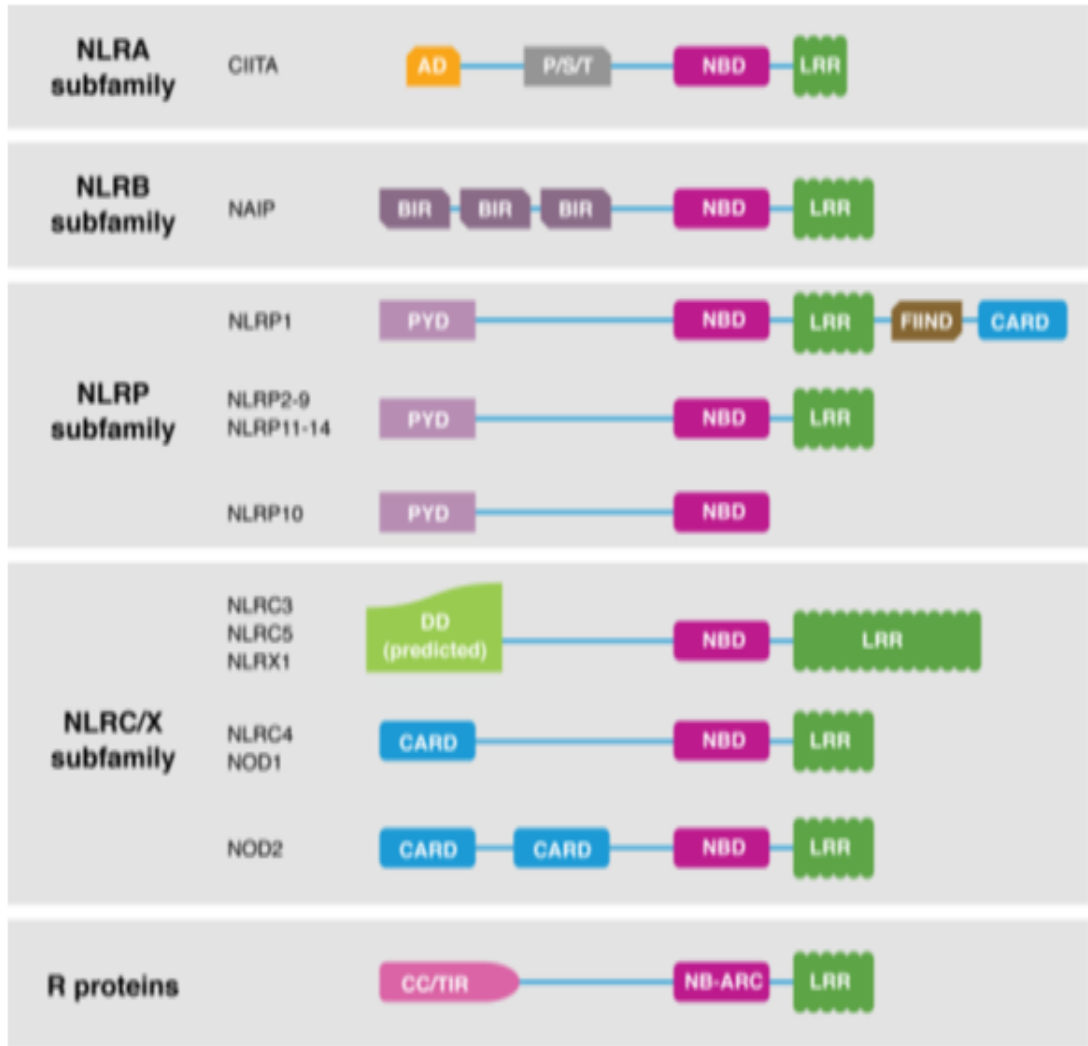 NLRA
subfamily
CIITA
AD P/S/T NBD LRR
NLRB
subfamily
NAIP
BIR BIR BIR NBD LRR
NLRP
subfamily
NLRP1
PYD NBD LRR FIIND CARD
NLRP2-9
NLRP11-14
PYD NBD LRR
NLRP10
PYD NBD
NLRC/X
subfamily
NLRC3
NLRC5
NLRX1
DD
(predicted)
NBD LRR
NLRC4
NOD1
CARD NBD LRR
NOD2
CARD CARD NBD LRR
R proteins
CC/TIR NB-ARC LRR